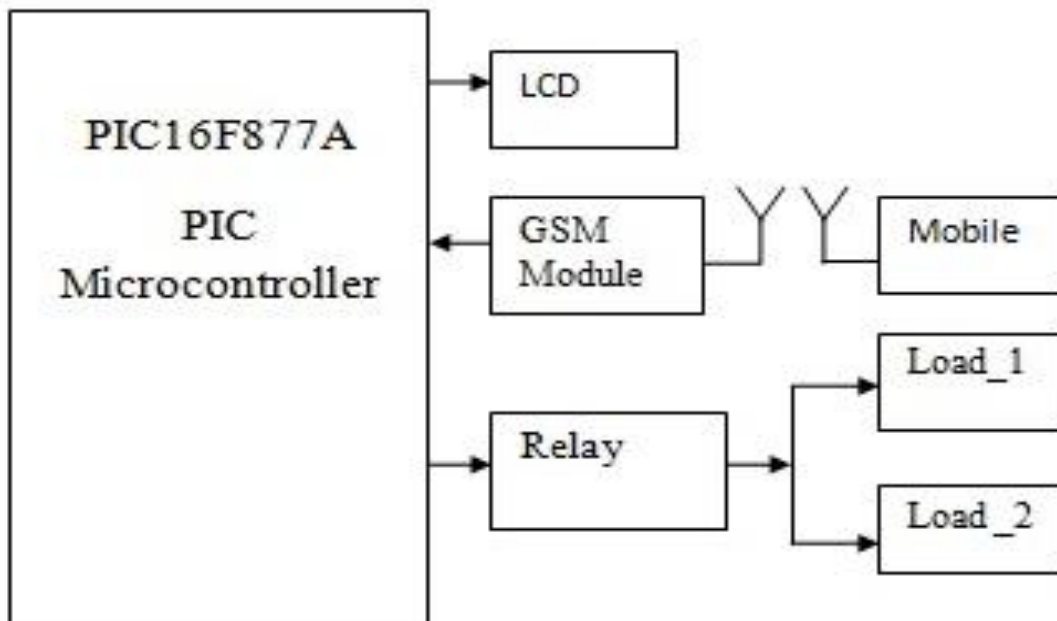 PIC16F877A
PIC
Microcontroller
LCD
GSM
Module
Mobile
Relay
Load_1
Load_2